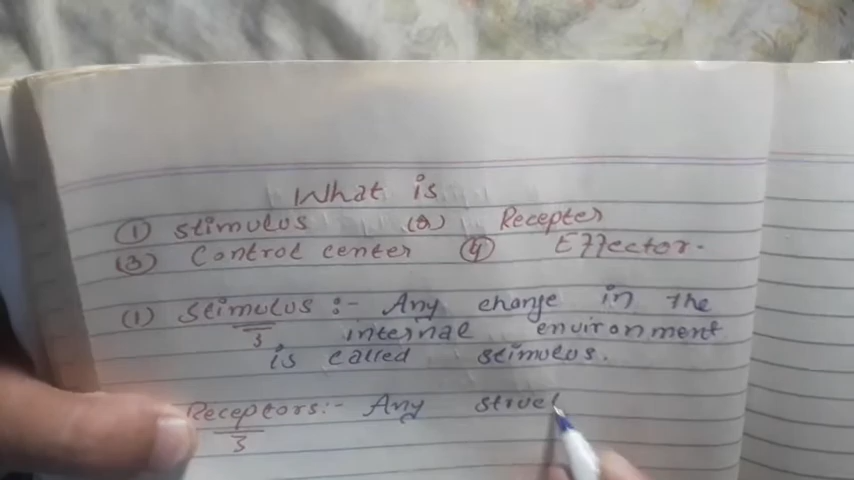 What is
① stimulus (2) Recepter
(3) Control center ④ Effector.
(1) stimulus :- Any change in the
3 internal environment
is called stimulus.
Receptors:- Any struct
3